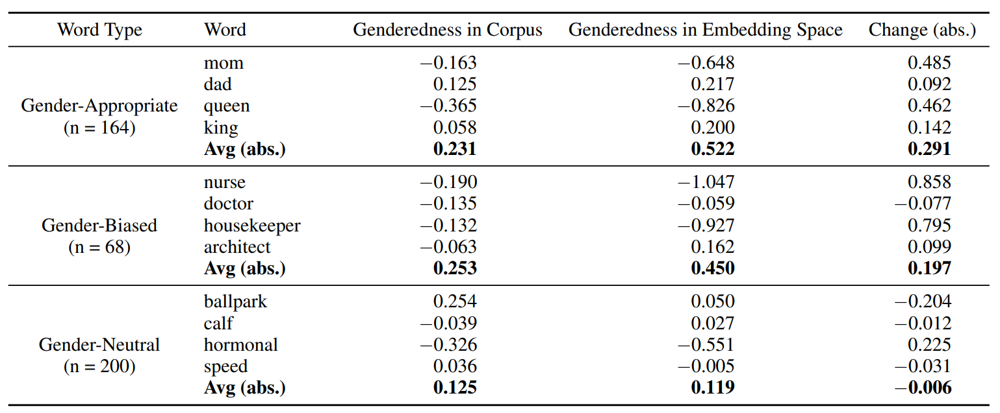 Word Type Word Genderedness in Corpus Genderedness in Embedding Space Change (abs.)
mom −0.163 −0.648 0.485
dad 0.125 0.217 0.092
Gender-Appropriate queen −0.365 −0.826 0.462
(n = 164) king 0.058 0.200 0.142
Avg (abs.) 0.231 0.522 0.291
nurse −0.190 −1.047 0.858
doctor −0.135 −0.059 −0.077
Gender-Biased housekeeper −0.132 −0.927 0.795
(n = 68) architect −0.063 0.162 0.099
Avg (abs.) 0.253 0.450 0.197
ballpark 0.254 0.050 −0.204
calf −0.039 0.027 −0.012
Gender-Neutral hormonal −0.326 −0.551 0.225
(n = 200) speed 0.036 −0.005 −0.031
Avg (abs.) 0.125 0.119 −0.006